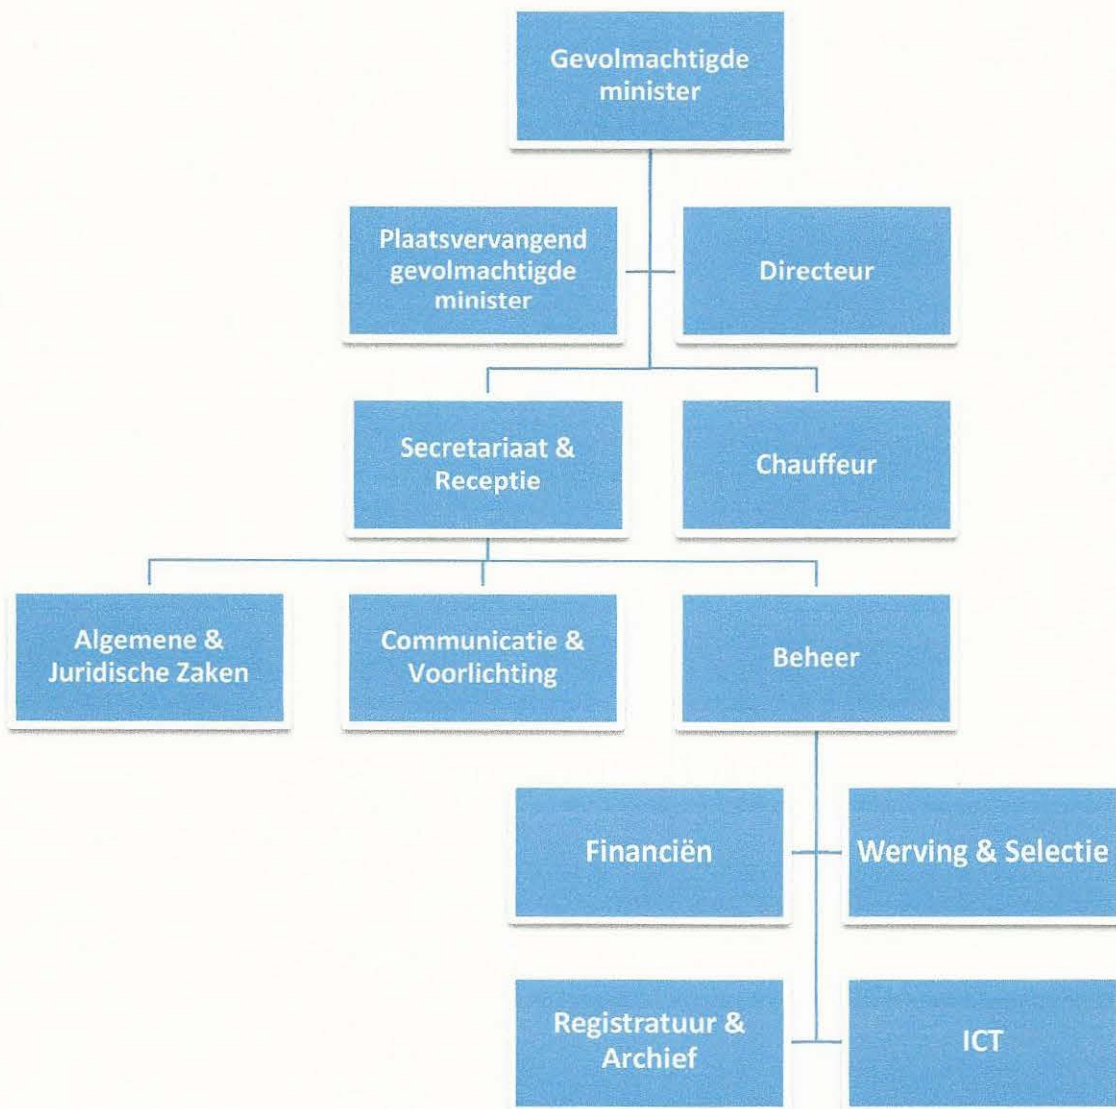 Gevolmachtigde
minister
Plaatsvervangend
gevolmachtigde
minister
Directeur
Secretariaat &
Receptie
Chauffeur
Algemene &
Juridische Zaken
Communicatie &
Voorlichting
Beheer
Financiën
Werving & Selectie
Registratuur &
Archief
ICT